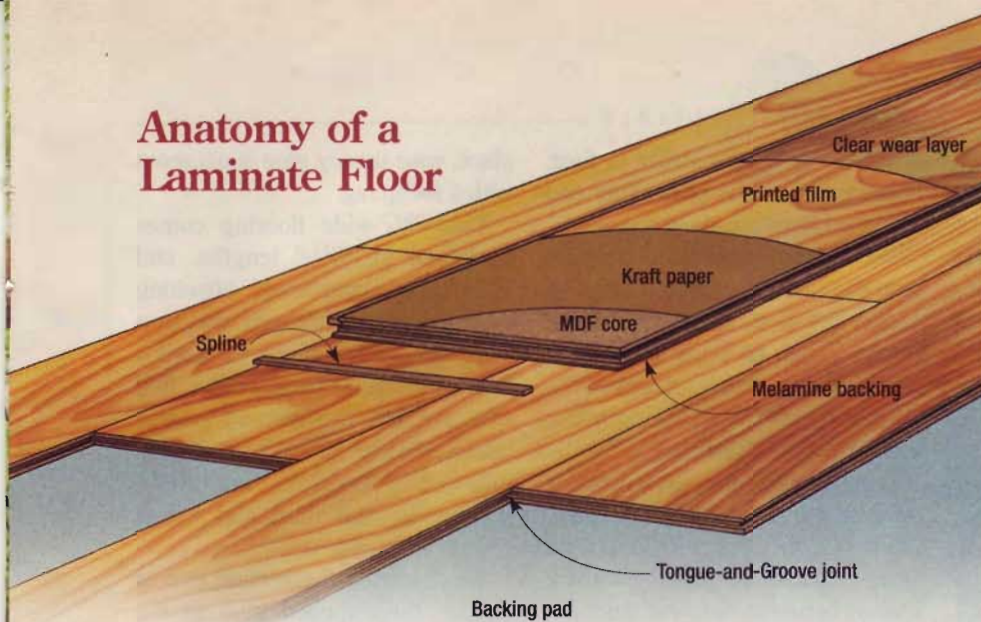 Anatomy of a
Laminate Floor
Clear wear layer
Printed film
Kraft paper
MDF core
Spline
Melamine backing
Tongue-and-Groove joint
Backing pad